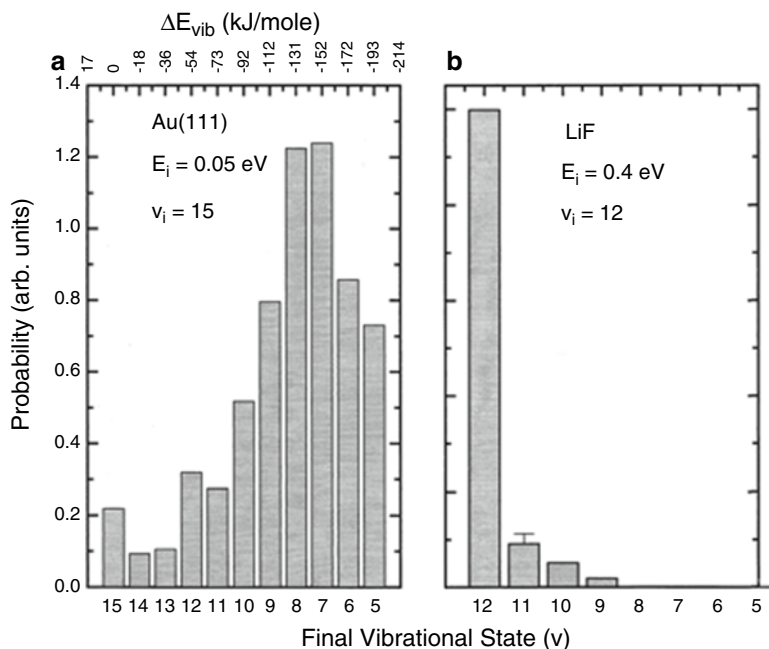 ΔE_vib (kJ/mole)
a
17 0 -18 -36 -54 -73 -92 -112 -131 -152 -172 -193 -214
b
1.4
1.2
1.0
0.8
0.6
0.4
0.2
0.0
Probability (arb. units)
Au(111)
E_i = 0.05 eV
v_i = 15
LiF
E_i = 0.4 eV
v_i = 12
15 14 13 12 11 10 9 8 7 6 5
12 11 10 9 8 7 6 5
Final Vibrational State (v)